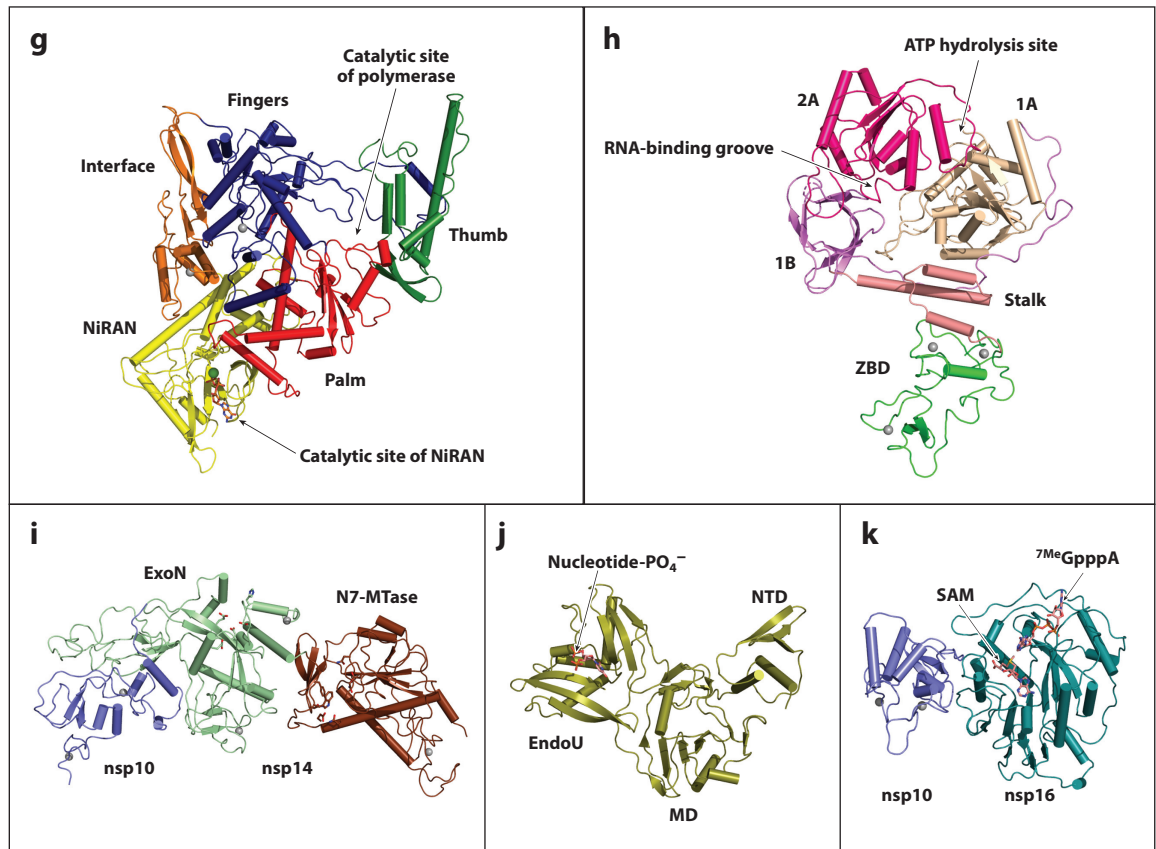 g
Catalytic site
of polymerase
Fingers
Interface
Thumb
NiRAN
Palm
Catalytic site of NiRAN
h
ATP hydrolysis site
2A
1A
RNA-binding groove
1B
Stalk
ZBD
i
ExoN
N7-MTase
nsp10
nsp14
j
Nucleotide-PO₄⁻
NTD
EndoU
MD
k
⁷ᴹᵉGpppA
SAM
nsp10
nsp16